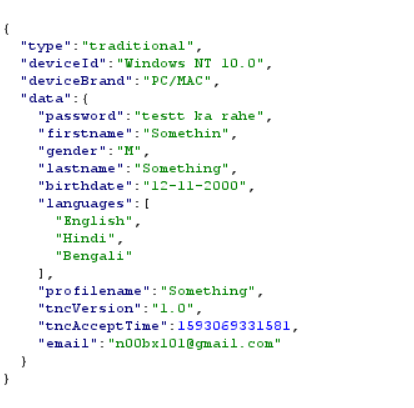 {
"type":"traditional",
"deviceId":"Windows NT 10.0",
"deviceBrand":"PC/MAC",
"data":{
"password":"testt ka rahe",
"firstname":"Somethin",
"gender":"M",
"lastname":"Something",
"birthdate":"12-11-2000",
"languages":[
"English",
"Hindi",
"Bengali"
],
"profilename":"Something",
"tncVersion":"1.0",
"tncAcceptTime":1593069331581,
"email":"n00bx101@gmail.com"
}
}